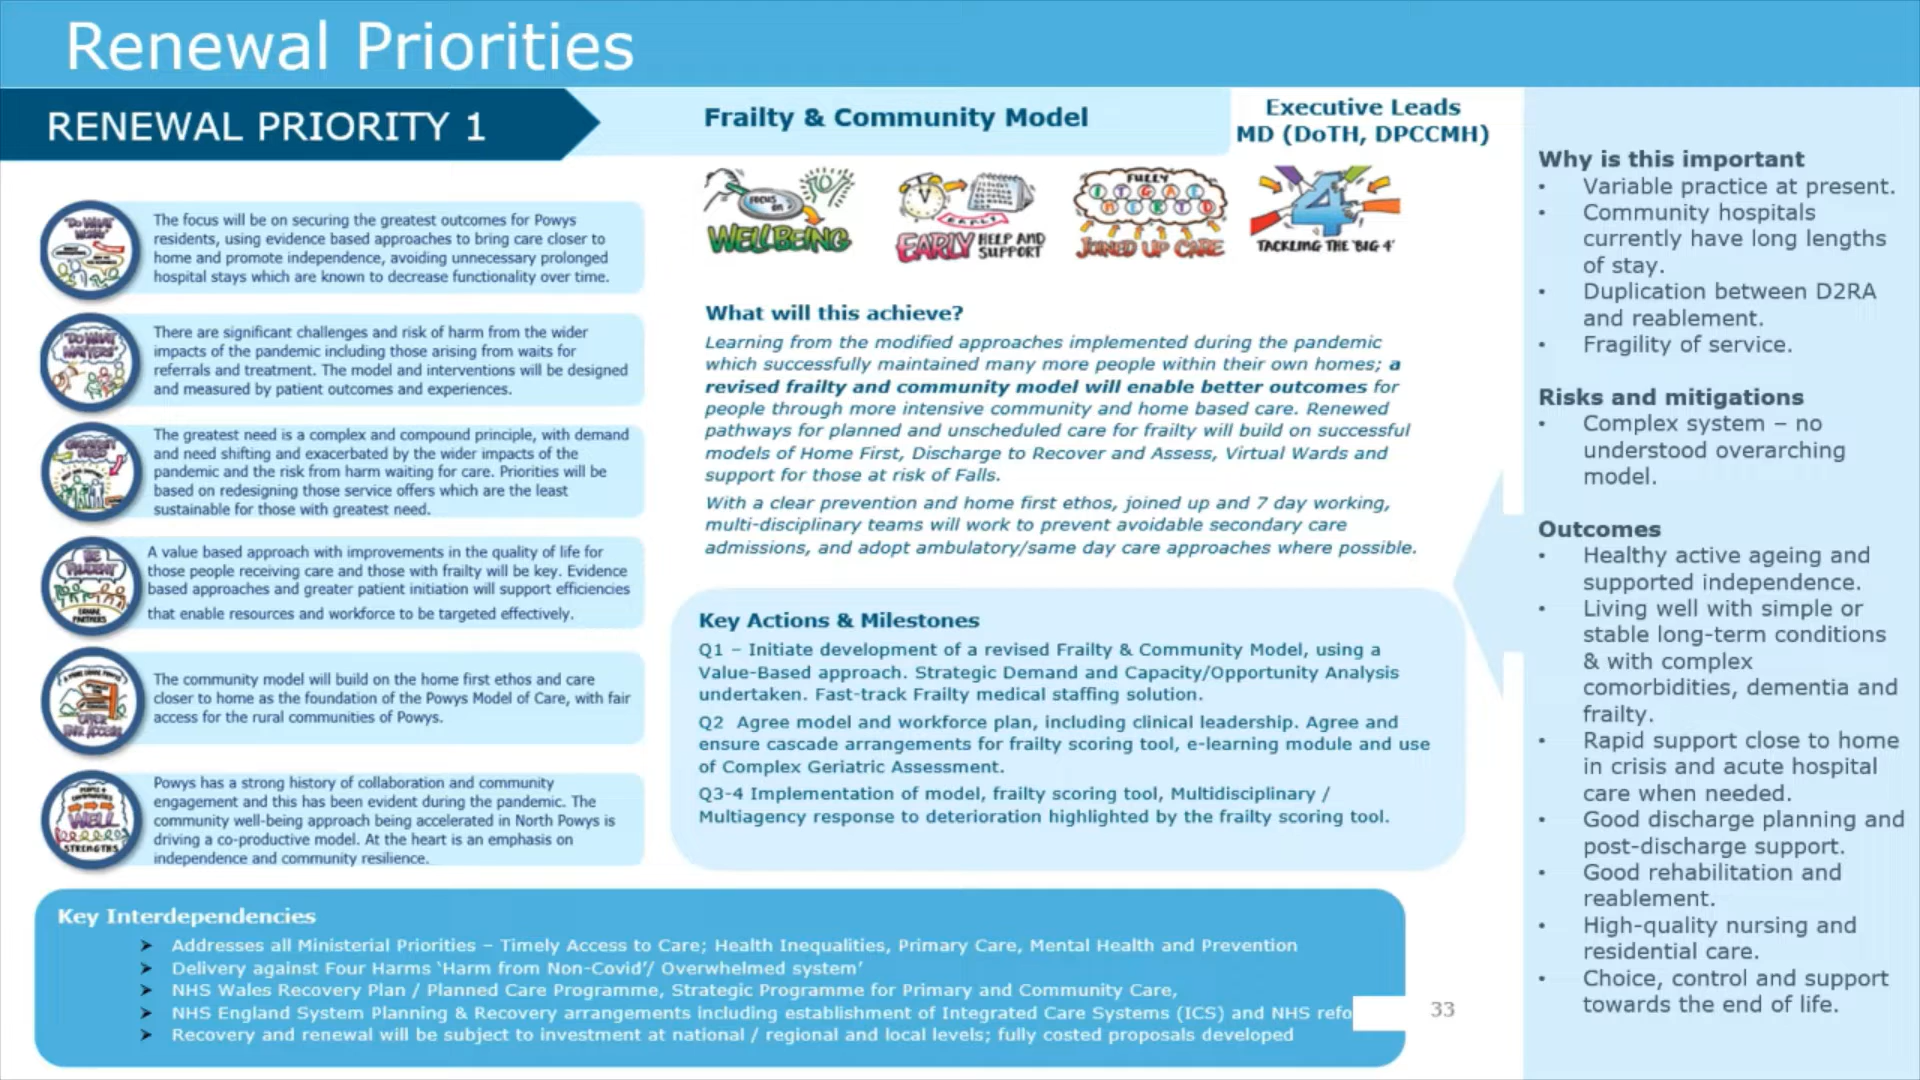 Renewal Priorities
RENEWAL PRIORITY 1
Frailty & Community Model
Executive Leads
MD (DoTH, DPCCMH)
The focus will be on securing the greatest outcomes for Powys
residents, using evidence based approaches to bring care closer to
home and promote independence, avoiding unnecessary prolonged
hospital stays which are known to decrease functionality over time.
"DO WHAT
MATTERS"
There are significant challenges and risk of harm from the wider
impacts of the pandemic including those arising from waits for
referrals and treatment. The model and interventions will be designed
and measured by patient outcomes and experiences.
GREATEST
NEED
The greatest need is a complex and compound principle, with demand
and need shifting and exacerbated by the wider impacts of the
pandemic and the risk from harm waiting for care. Priorities will be
based on redesigning those service offers which are the least
sustainable for those with greatest need.
BE
PRUDENT
EQUAL
PARTNERS
A value based approach with improvements in the quality of life for
those people receiving care and those with frailty will be key. Evidence
based approaches and greater patient initiation will support efficiencies
that enable resources and workforce to be targeted effectively.
FAIR ACCESS
The community model will build on the home first ethos and care
closer to home as the foundation of the Powys Model of Care, with fair
access for the rural communities of Powys.
WELL
STRENGTHS
Powys has a strong history of collaboration and community
engagement and this has been evident during the pandemic. The
community well-being approach being accelerated in North Powys is
driving a co-productive model. At the heart is an emphasis on
independence and community resilience.
FOCUS
ON
WELLBEING
EARLY
EARLY HELP AND
SUPPORT
FULLY
JOINED UP CARE
4
TACKLING THE 'BIG 4'
What will this achieve?
Learning from the modified approaches implemented during the pandemic
which successfully maintained many more people within their own homes; a
revised frailty and community model will enable better outcomes for
people through more intensive community and home based care. Renewed
pathways for planned and unscheduled care for frailty will build on successful
models of Home First, Discharge to Recover and Assess, Virtual Wards and
support for those at risk of Falls.
With a clear prevention and home first ethos, joined up and 7 day working,
multi-disciplinary teams will work to prevent avoidable secondary care
admissions, and adopt ambulatory/same day care approaches where possible.
Key Actions & Milestones
Q1 – Initiate development of a revised Frailty & Community Model, using a
Value-Based approach. Strategic Demand and Capacity/Opportunity Analysis
undertaken. Fast-track Frailty medical staffing solution.
Q2 Agree model and workforce plan, including clinical leadership. Agree and
ensure cascade arrangements for frailty scoring tool, e-learning module and use
of Complex Geriatric Assessment.
Q3-4 Implementation of model, frailty scoring tool, Multidisciplinary /
Multiagency response to deterioration highlighted by the frailty scoring tool.
Key Interdependencies
➤ Addresses all Ministerial Priorities – Timely Access to Care; Health Inequalities, Primary Care, Mental Health and Prevention
➤ Delivery against Four Harms 'Harm from Non-Covid'/ Overwhelmed system'
➤ NHS Wales Recovery Plan / Planned Care Programme, Strategic Programme for Primary and Community Care,
➤ NHS England System Planning & Recovery arrangements including establishment of Integrated Care Systems (ICS) and NHS refo
➤ Recovery and renewal will be subject to investment at national / regional and local levels; fully costed proposals developed
33
Why is this important
• Variable practice at present.
• Community hospitals
currently have long lengths
of stay.
• Duplication between D2RA
and reablement.
• Fragility of service.
Risks and mitigations
• Complex system – no
understood overarching
model.
Outcomes
• Healthy active ageing and
supported independence.
• Living well with simple or
stable long-term conditions
& with complex
comorbidities, dementia and
frailty.
• Rapid support close to home
in crisis and acute hospital
care when needed.
• Good discharge planning and
post-discharge support.
• Good rehabilitation and
reablement.
• High-quality nursing and
residential care.
• Choice, control and support
towards the end of life.